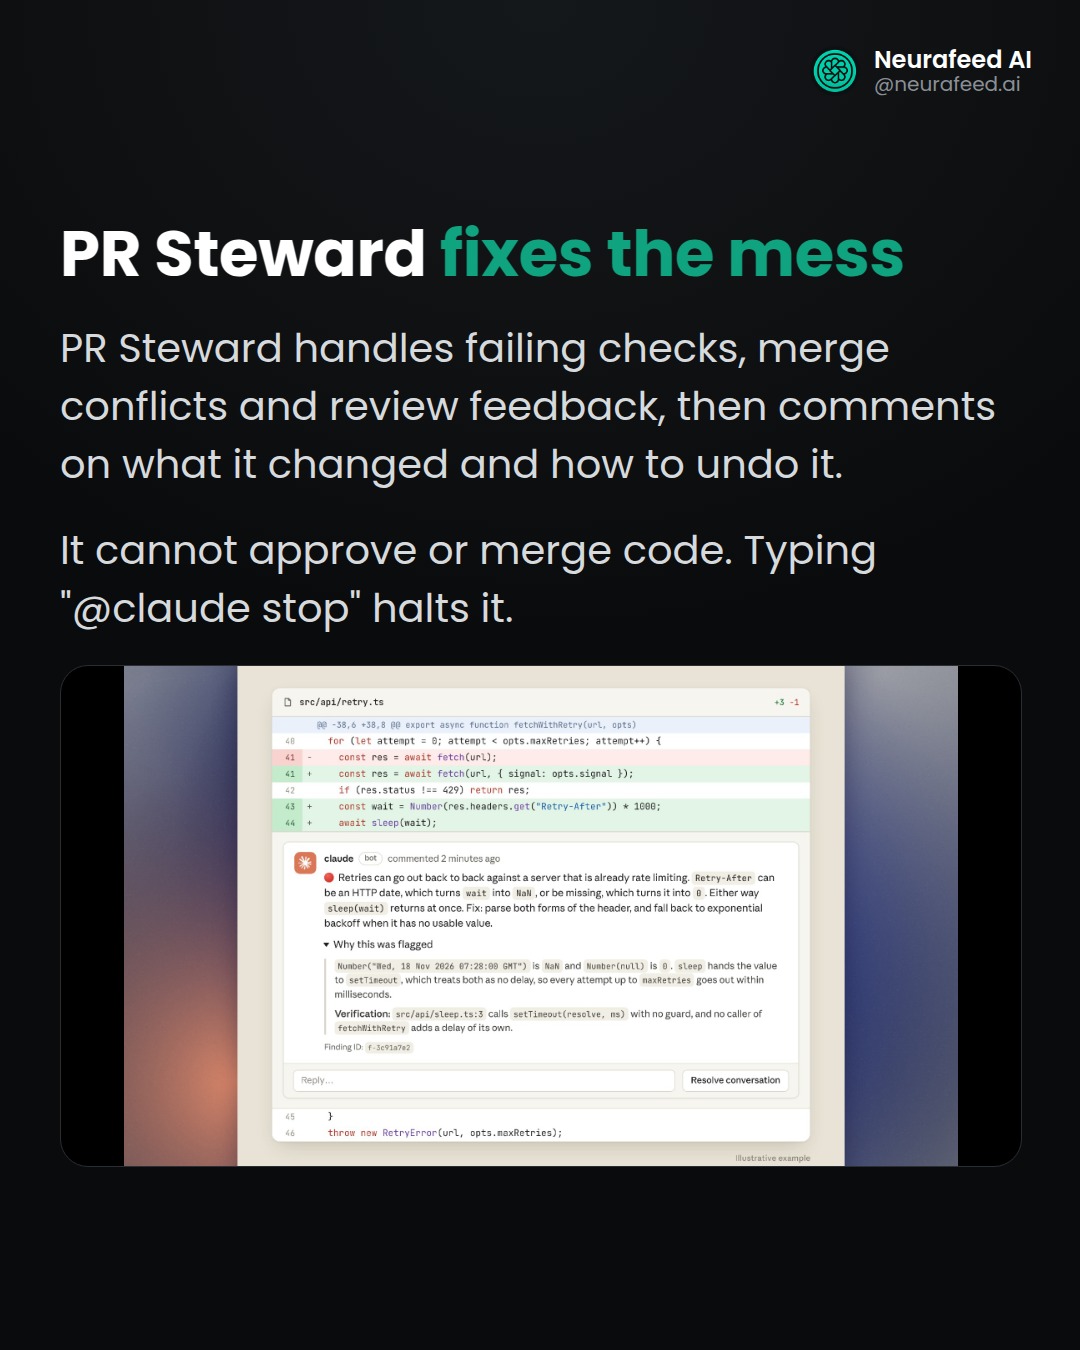 Neurafeed AI
@neurafeed.ai
PR Steward fixes the mess
PR Steward handles failing checks, merge
conflicts and review feedback, then comments
on what it changed and how to undo it.
It cannot approve or merge code. Typing
"@claude stop" halts it.
src/api/retry.ts +3 -1
@@ -38,6 +38,8 @@ export async function fetchWithRetry(url, opts)
40 for (let attempt = 0; attempt < opts.maxRetries; attempt++) {
41 - const res = await fetch(url);
41 + const res = await fetch(url, { signal: opts.signal });
42 if (res.status !== 429) return res;
43 + const wait = Number(res.headers.get("Retry-After")) * 1000;
44 + await sleep(wait);
claude bot commented 2 minutes ago
Retries can go out back to back against a server that is already rate limiting. Retry-After can
be an HTTP date, which turns wait into NaN, or be missing, which turns it into 0. Either way
sleep(wait) returns at once. Fix: parse both forms of the header, and fall back to exponential
backoff when it has no usable value.
Why this was flagged
Number("Wed, 18 Nov 2026 07:28:00 GMT") is NaN and Number(null) is 0. sleep hands the value
to setTimeout, which treats both as no delay, so every attempt up to maxRetries goes out within
milliseconds.
Verification: src/api/sleep.ts:3 calls setTimeout(resolve, ms) with no guard, and no caller of
fetchWithRetry adds a delay of its own.
Finding ID: f-3c91a7e2
Reply...
Resolve conversation
45 }
46 throw new RetryError(url, opts.maxRetries);
Illustrative example